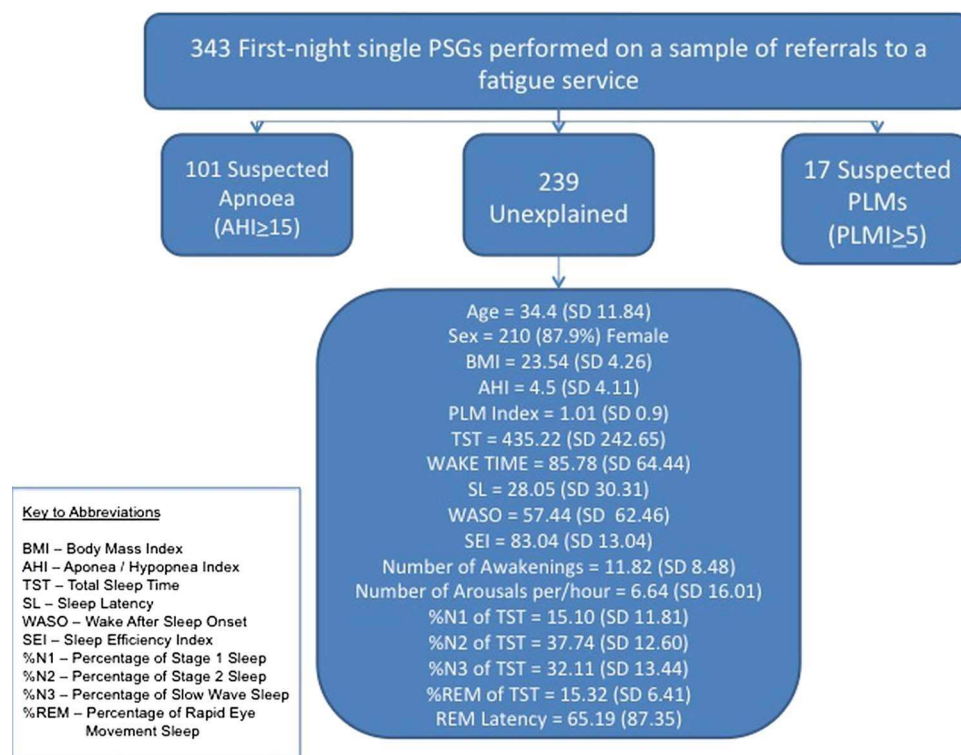 343 First-night single PSGs performed on a sample of referrals to a
fatigue service
101 Suspected
Apnoea
(AHI≥15)
239
Unexplained
17 Suspected
PLMs
(PLMI≥5)
Age = 34.4 (SD 11.84)
Sex = 210 (87.9%) Female
BMI = 23.54 (SD 4.26)
AHI = 4.5 (SD 4.11)
PLM Index = 1.01 (SD 0.9)
TST = 435.22 (SD 242.65)
WAKE TIME = 85.78 (SD 64.44)
SL = 28.05 (SD 30.31)
WASO = 57.44 (SD 62.46)
SEI = 83.04 (SD 13.04)
Number of Awakenings = 11.82 (SD 8.48)
Number of Arousals per/hour = 6.64 (SD 16.01)
%N1 of TST = 15.10 (SD 11.81)
%N2 of TST = 37.74 (SD 12.60)
%N3 of TST = 32.11 (SD 13.44)
%REM of TST = 15.32 (SD 6.41)
REM Latency = 65.19 (87.35)
Key to Abbreviations
BMI – Body Mass Index
AHI – Aponea / Hypopnea Index
TST – Total Sleep Time
SL – Sleep Latency
WASO – Wake After Sleep Onset
SEI – Sleep Efficiency Index
%N1 – Percentage of Stage 1 Sleep
%N2 – Percentage of Stage 2 Sleep
%N3 – Percentage of Slow Wave Sleep
%REM – Percentage of Rapid Eye
Movement Sleep